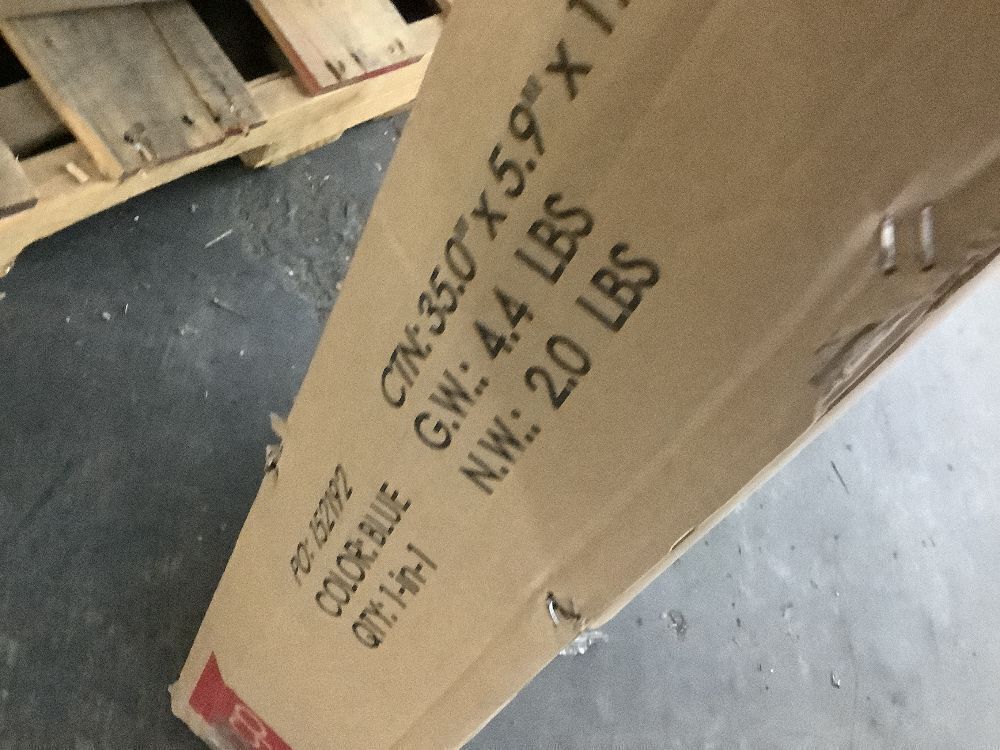 CTN: 35.0" X 5.9" X
G.W.: 4.4 LBS
N.W.: 2.0 LBS
PO: 152192
COLOR: BLUE
QTY: 1-in-1